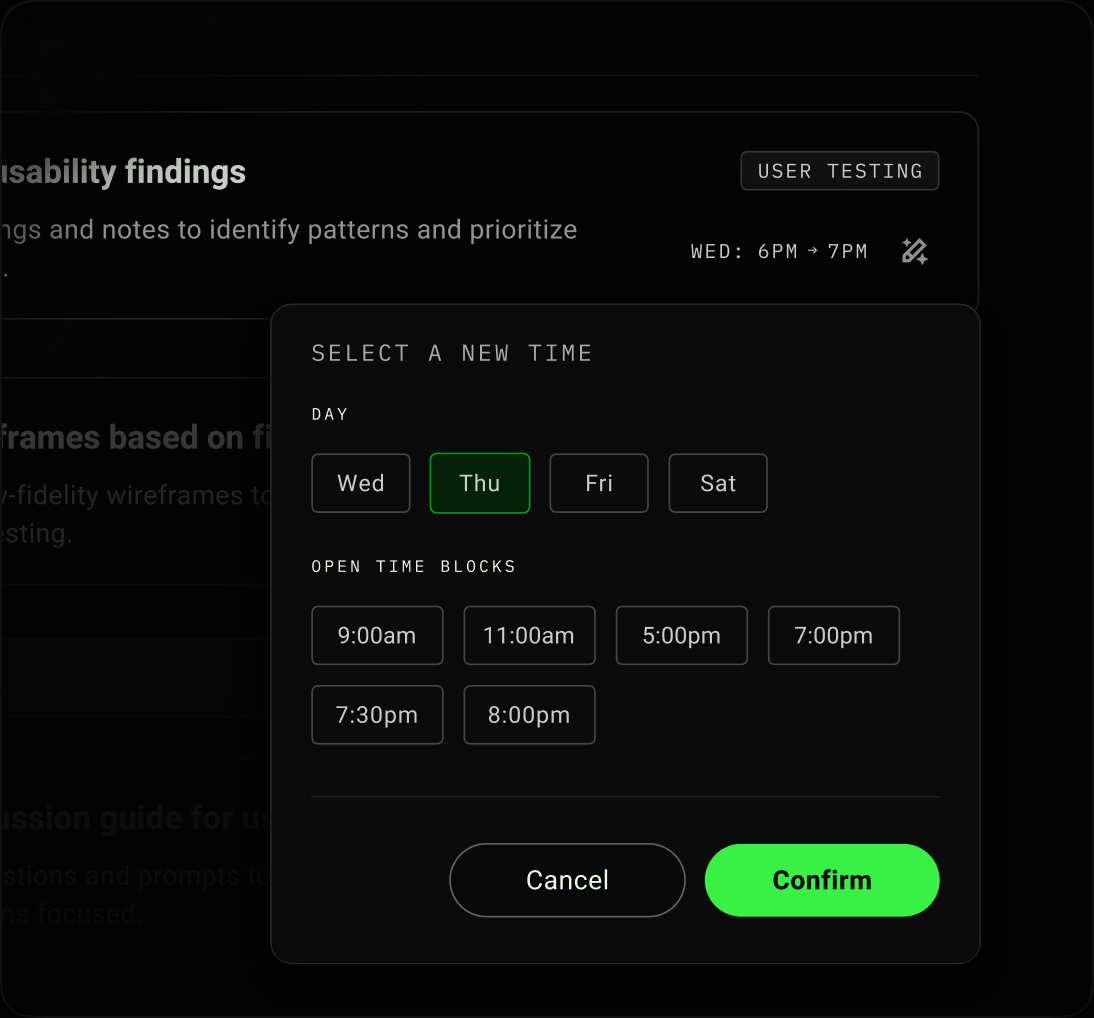 usability findings
USER TESTING
ngs and notes to identify patterns and prioritize
.
WED: 6PM → 7PM
SELECT A NEW TIME
DAY
frames based on fi
Wed Thu Fri Sat
-fidelity wireframes to
esting.
OPEN TIME BLOCKS
9:00am 11:00am 5:00pm 7:00pm
7:30pm 8:00pm
ussion guide for us
stions and prompts to
ns focused.
Cancel Confirm